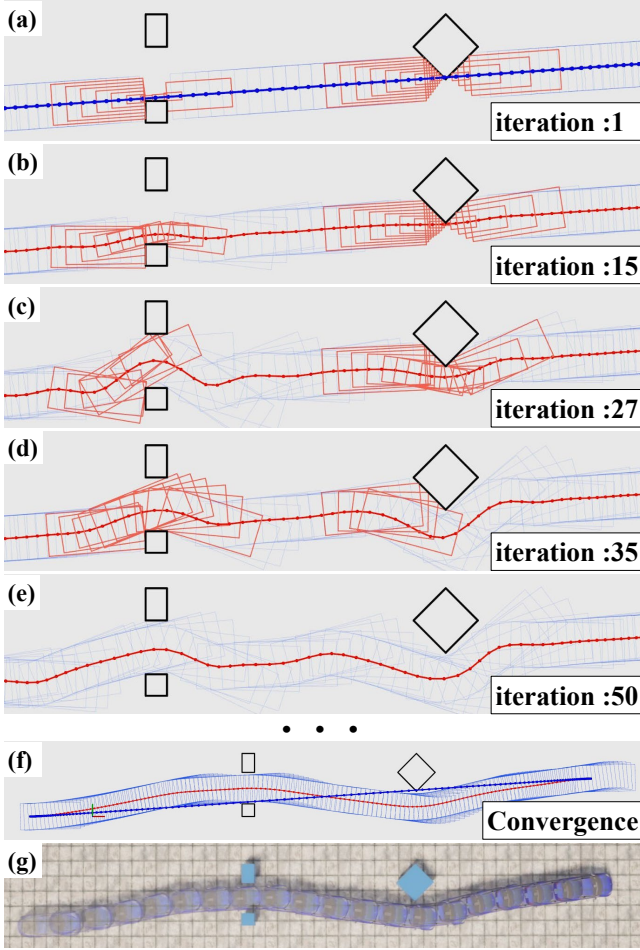 (a)
iteration :1
(b)
iteration :15
(c)
iteration :27
(d)
iteration :35
(e)
iteration :50
• • •
(f)
Convergence
(g)